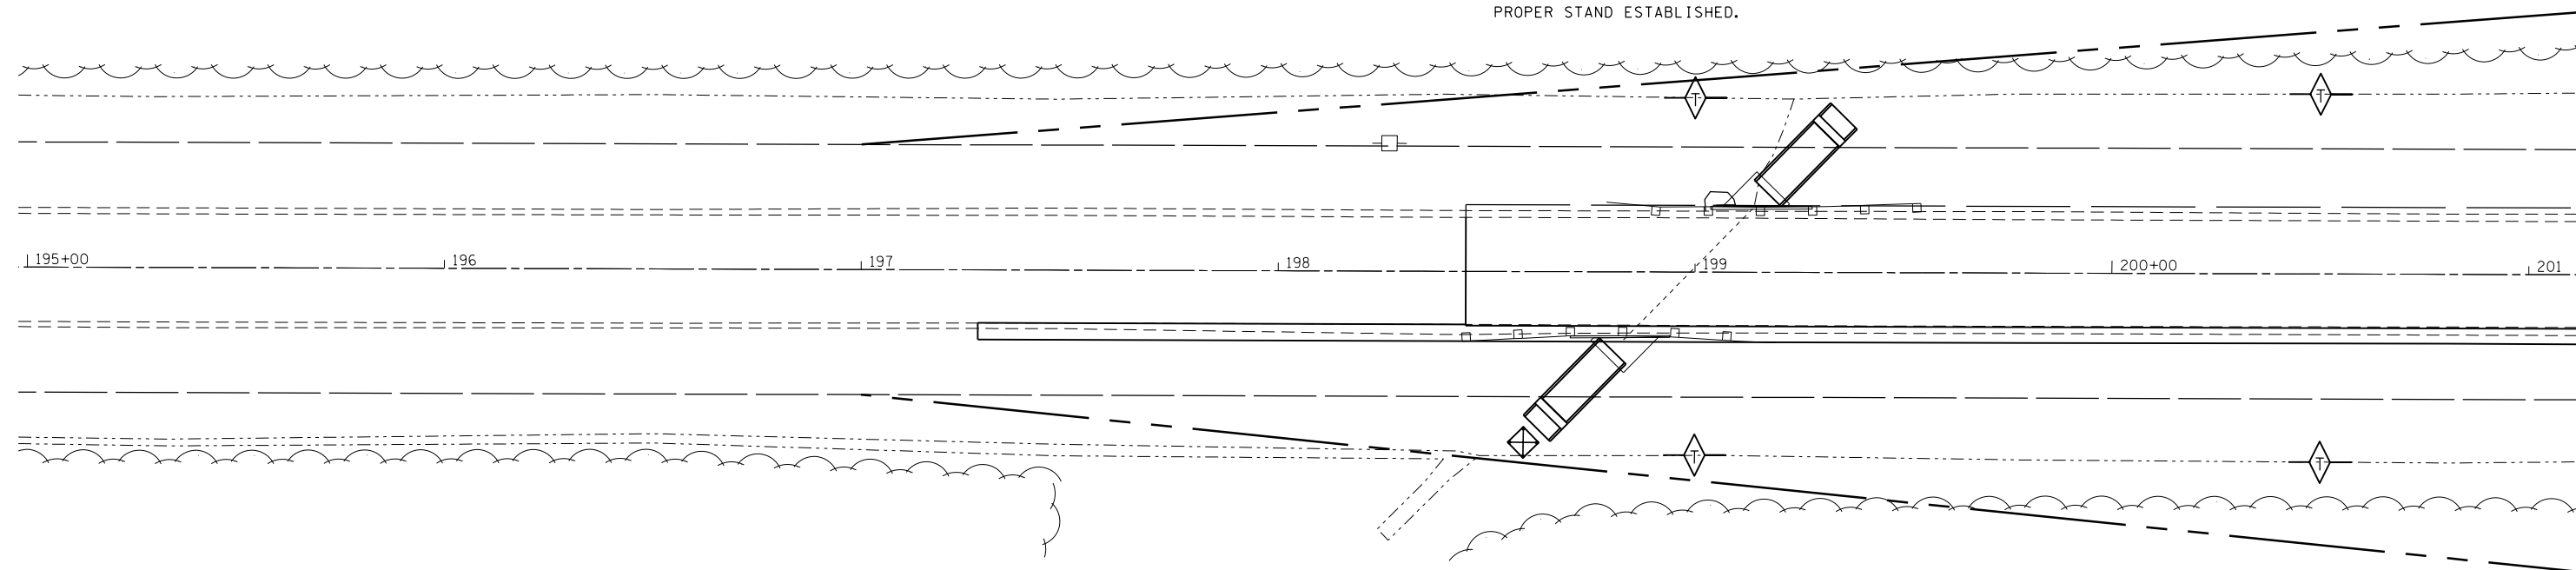 PROPER STAND ESTABLISHED.
T T
195+00 196 197 198 199 200+00 201
T T